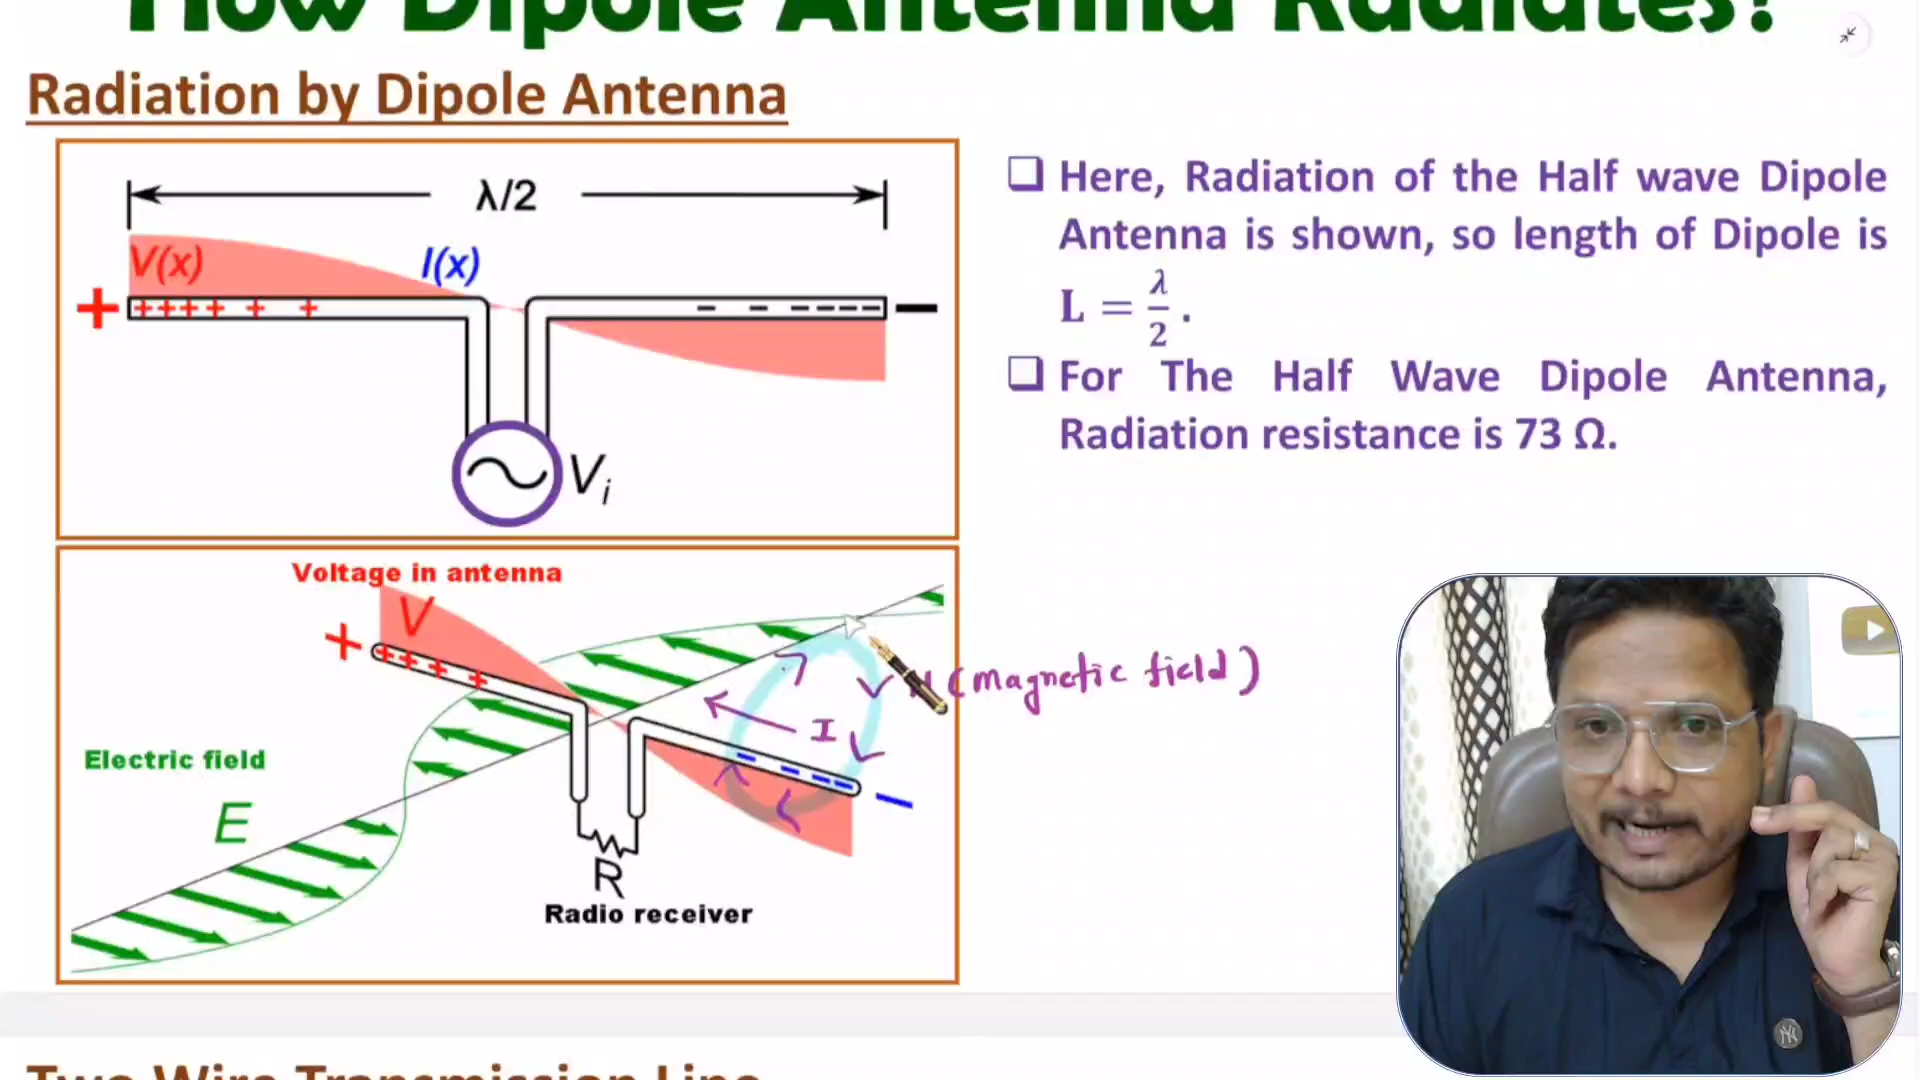 How Dipole Antenna Radiates?
Radiation by Dipole Antenna
λ/2
V(x)
I(x)
+
+ + + + + +
- - - - - - -
−
Vi
❑ Here, Radiation of the Half wave Dipole
Antenna is shown, so length of Dipole is
L = λ/2 .
❑ For The Half Wave Dipole Antenna,
Radiation resistance is 73 Ω.
Voltage in antenna
V
+
+ + + +
(magnetic field)
I
Electric field
E
- - - -
−
R
Radio receiver
Two Wire Transmission Line